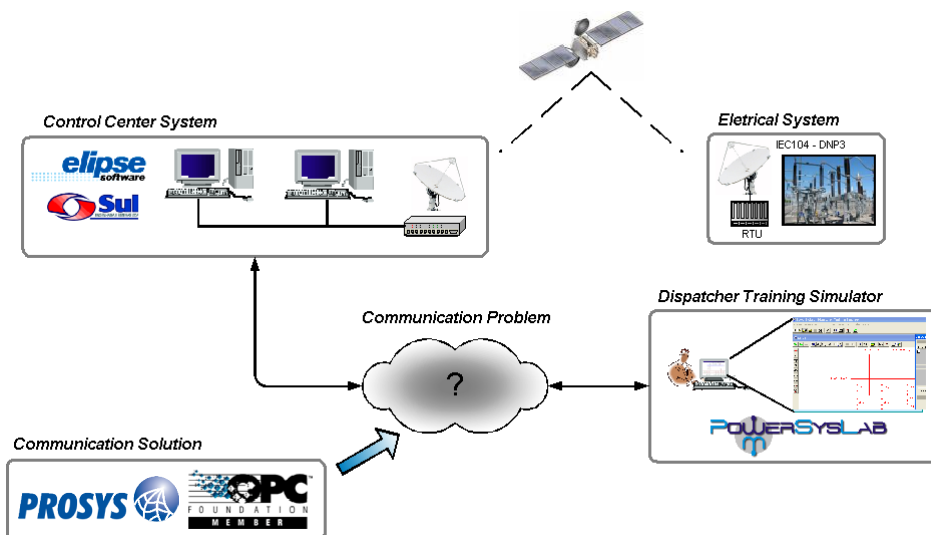 Control Center System
elipse
software
Sul
Eletrical System
IEC104 - DNP3
RTU
Communication Problem
?
Dispatcher Training Simulator
POWERSYSLAB
Communication Solution
PROSYS
OPC
FOUNDATION
MEMBER